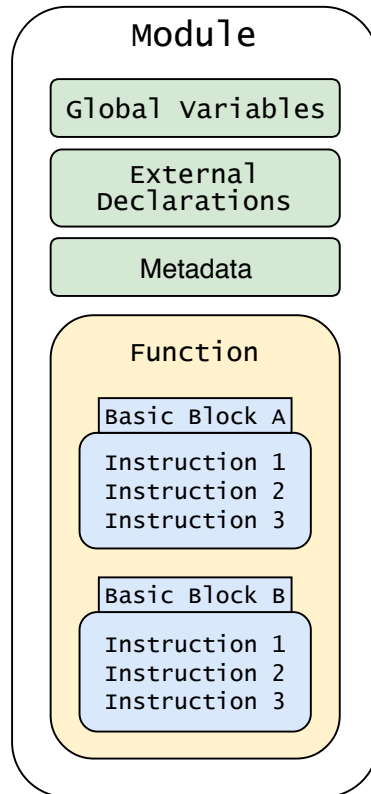 Module
Global Variables
External
Declarations
Metadata
Function
Basic Block A
Instruction 1
Instruction 2
Instruction 3
Basic Block B
Instruction 1
Instruction 2
Instruction 3